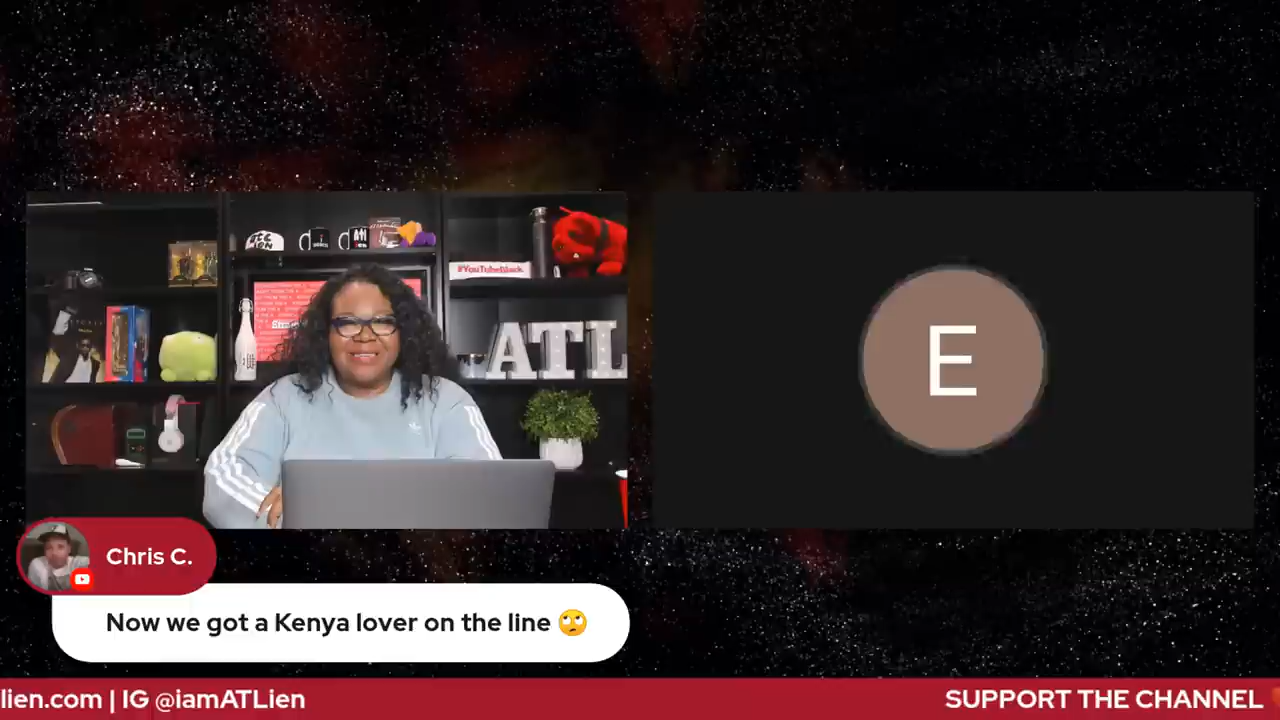 #YouTubeBlack
ATL
E
Chris C.
Now we got a Kenya lover on the line 🙄
lien.com | IG @iamATLien
SUPPORT THE CHANNEL